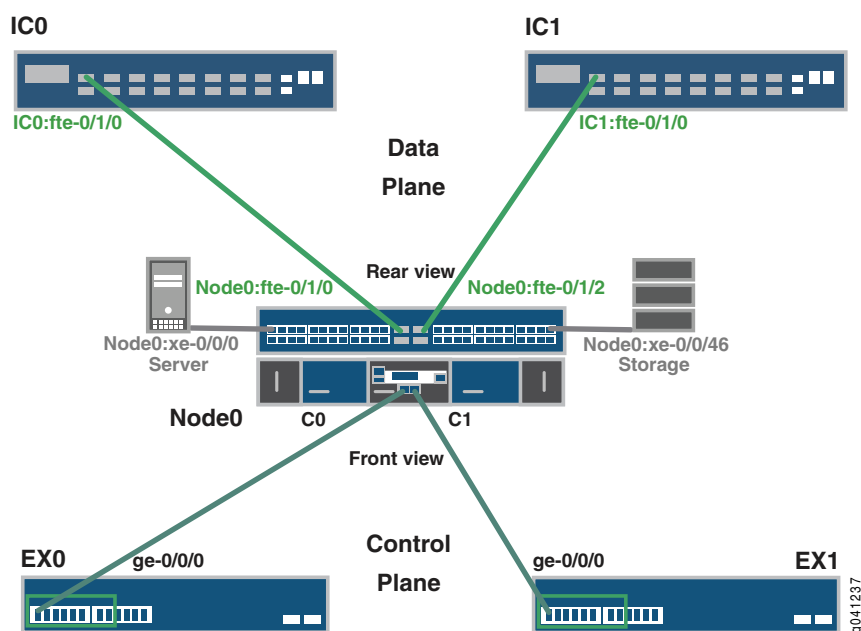 IC0
IC1
IC0:fte-0/1/0
IC1:fte-0/1/0
Data
Plane
Rear view
Node0:fte-0/1/0
Node0:fte-0/1/2
Node0:xe-0/0/0
Server
Node0:xe-0/0/46
Storage
Node0
C0
C1
Front view
Control
Plane
EX0
ge-0/0/0
ge-0/0/0
EX1
g041237